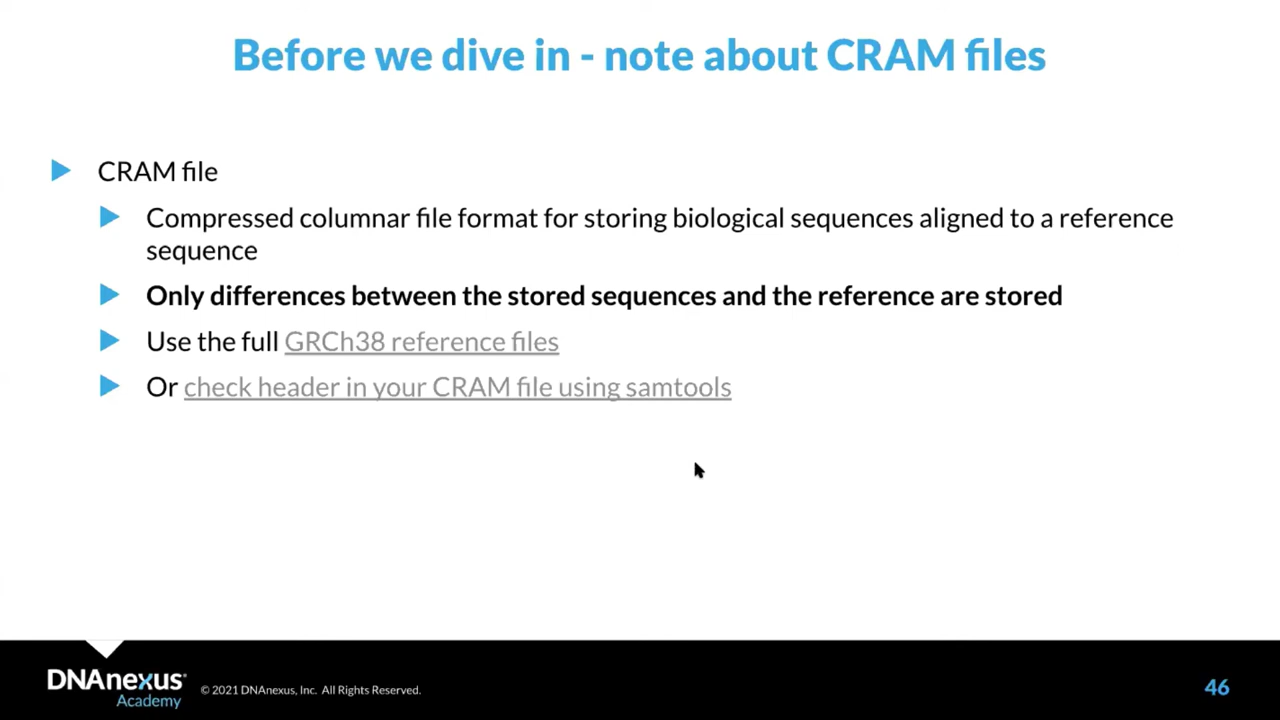 Before we dive in - note about CRAM files
CRAM file
Compressed columnar file format for storing biological sequences aligned to a reference
sequence
Only differences between the stored sequences and the reference are stored
Use the full GRCh38 reference files
Or check header in your CRAM file using samtools
DNAnexus®
Academy
© 2021 DNAnexus, Inc. All Rights Reserved.
46